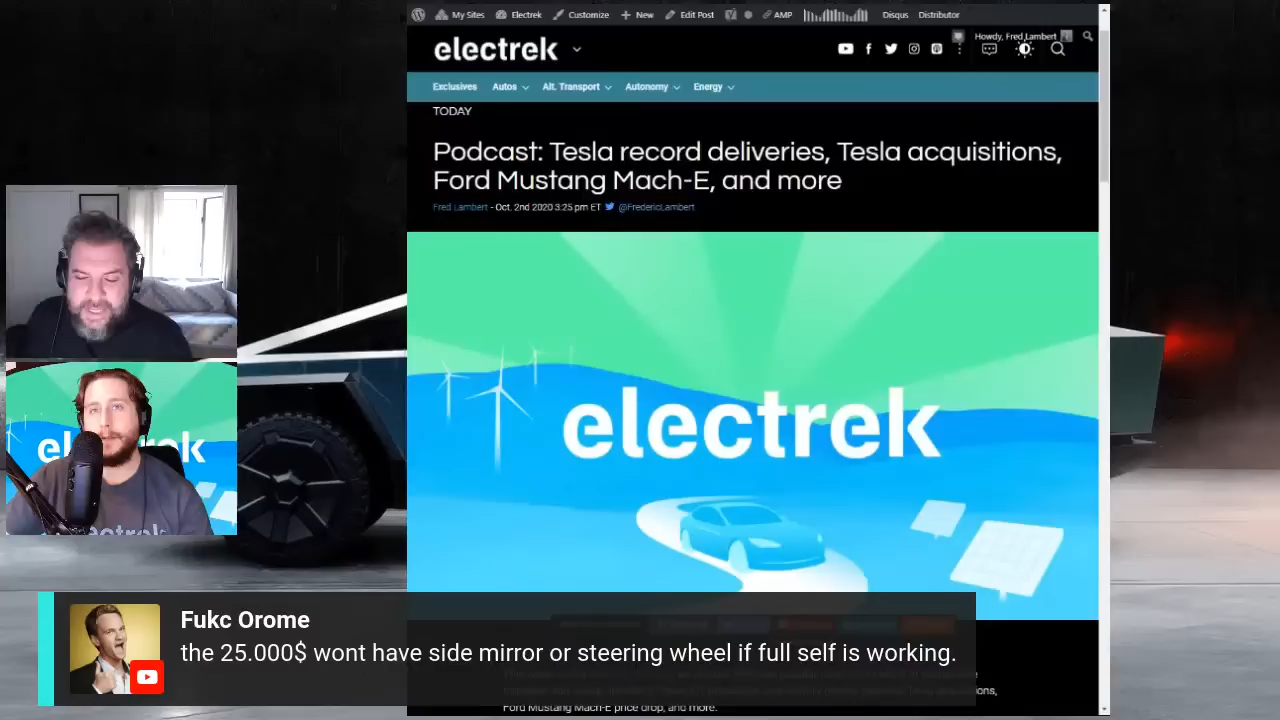 My Sites Electrek Customize New Edit Post AMP Disqus Distributor
Howdy, Fred Lambert
electrek
Exclusives Autos Alt. Transport Autonomy Energy
TODAY
Podcast: Tesla record deliveries, Tesla acquisitions,
Ford Mustang Mach-E, and more
Fred Lambert - Oct. 2nd 2020 3:25 pm ET @FredericLambert
electrek
el ctrek
electrek
Fukc Orome
the 25.000$ wont have side mirror or steering wheel if full self is working.
Ford Mustang Mach-E price drop, and more.